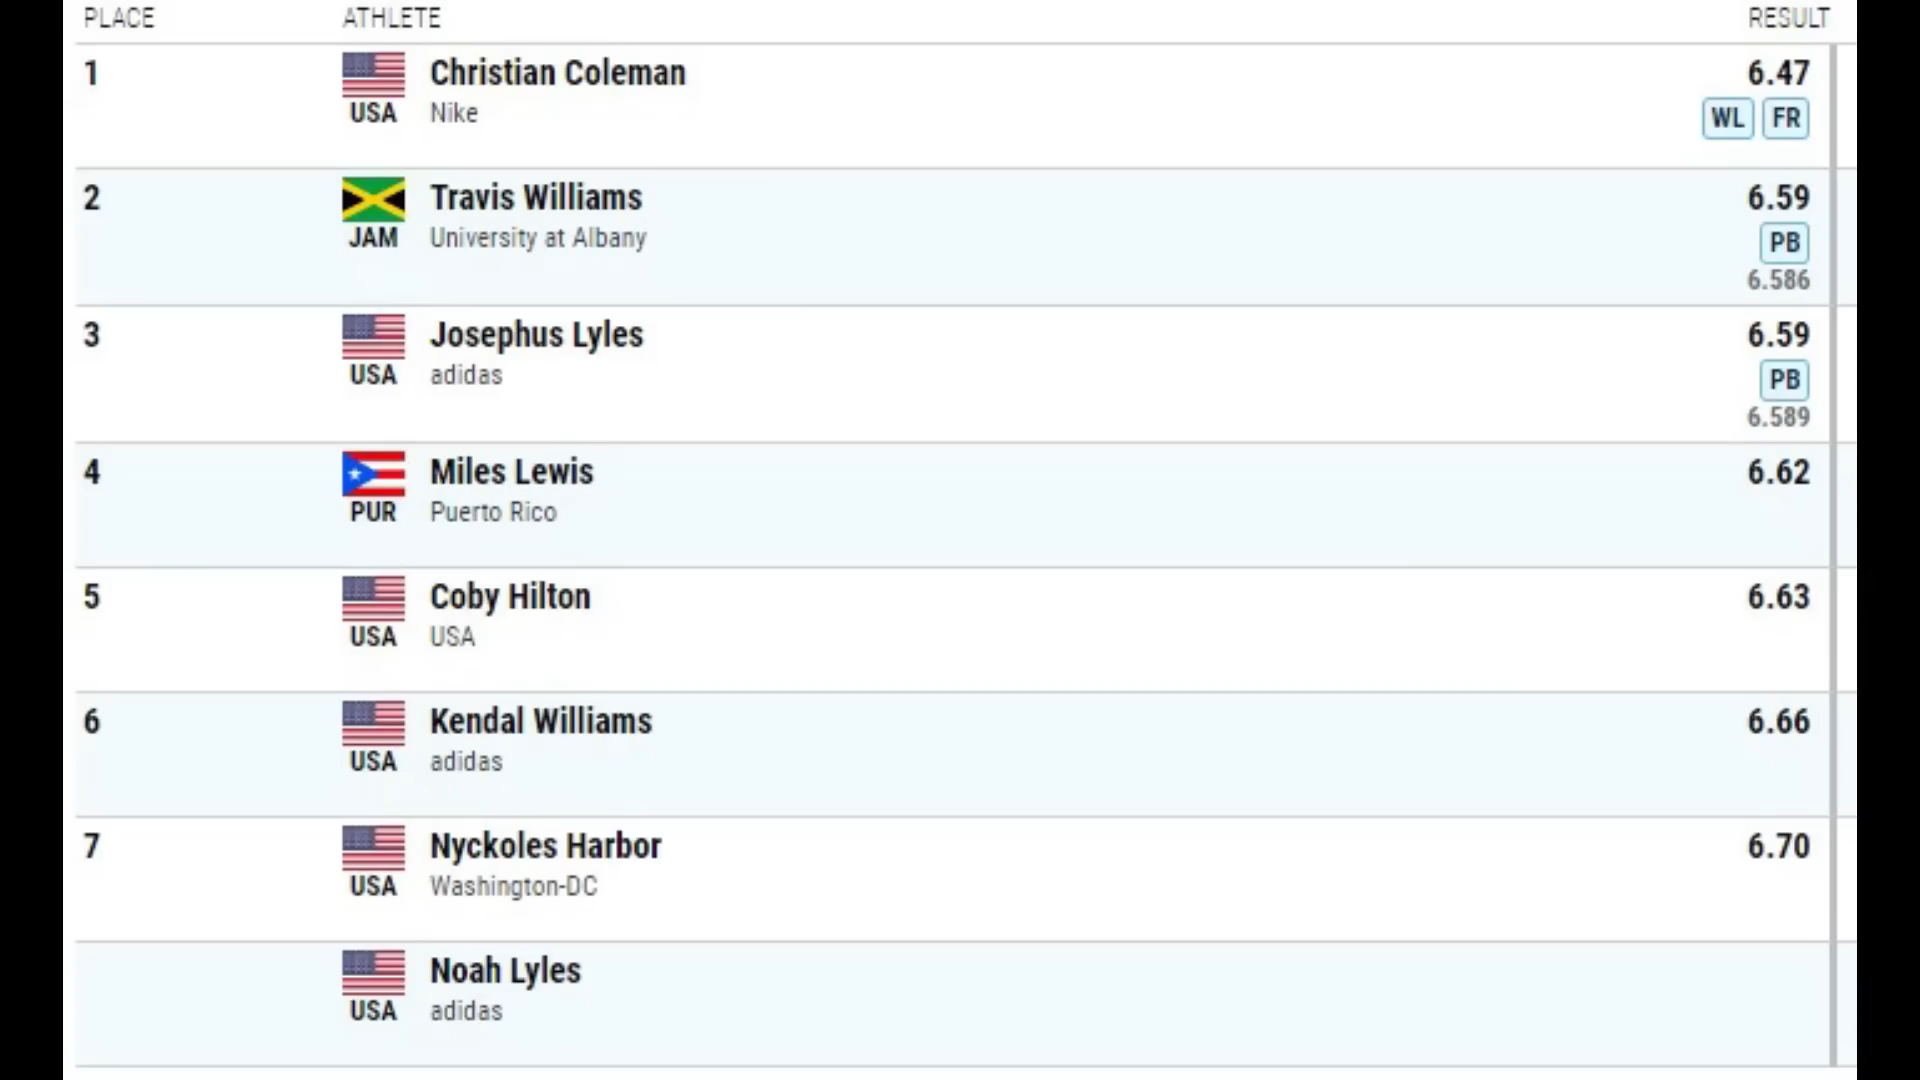 PLACE ATHLETE RESULT
1 Christian Coleman 6.47
USA Nike WL FR
2 Travis Williams 6.59
JAM University at Albany PB
6.586
3 Josephus Lyles 6.59
USA adidas PB
6.589
4 Miles Lewis 6.62
PUR Puerto Rico
5 Coby Hilton 6.63
USA USA
6 Kendal Williams 6.66
USA adidas
7 Nyckoles Harbor 6.70
USA Washington-DC
Noah Lyles
USA adidas